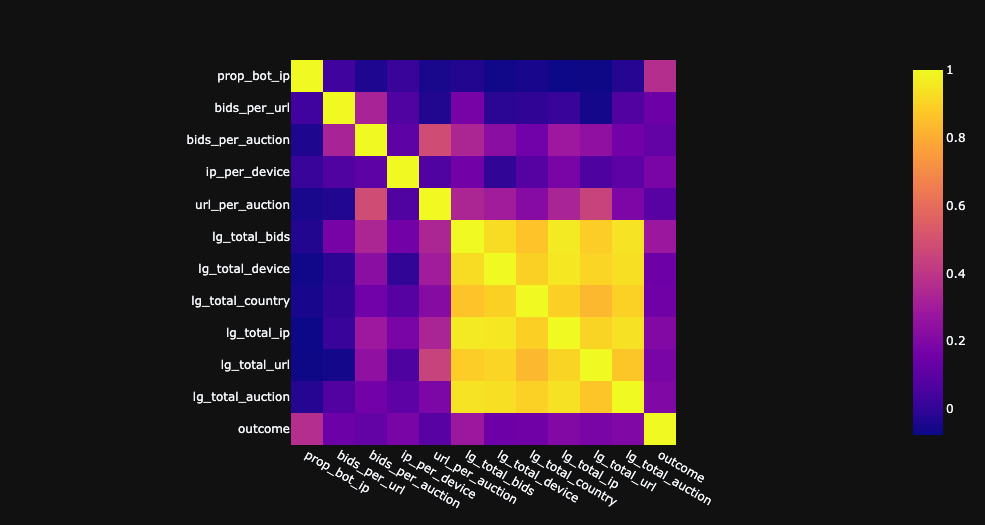 prop_bot_ip
bids_per_url
bids_per_auction
ip_per_device
url_per_auction
lg_total_bids
lg_total_device
lg_total_country
lg_total_ip
lg_total_url
lg_total_auction
outcome
prop_bot_ip
bids_per_url
bids_per_auction
ip_per_device
url_per_auction
lg_total_bids
lg_total_device
lg_total_country
lg_total_ip
lg_total_url
lg_total_auction
outcome
1
0.8
0.6
0.4
0.2
0